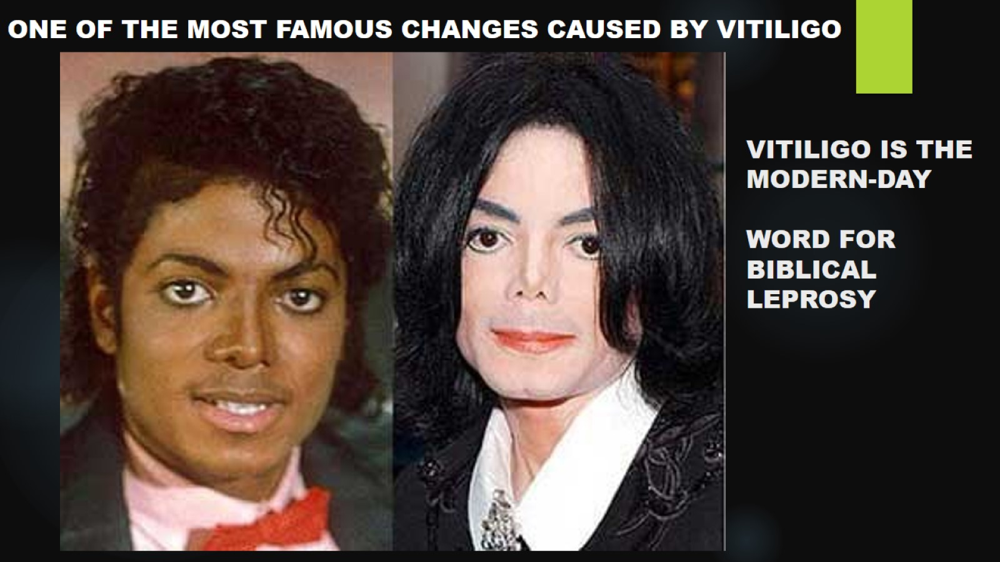 ONE OF THE MOST FAMOUS CHANGES CAUSED BY VITILIGO
VITILIGO IS THE
MODERN-DAY
WORD FOR
BIBLICAL
LEPROSY